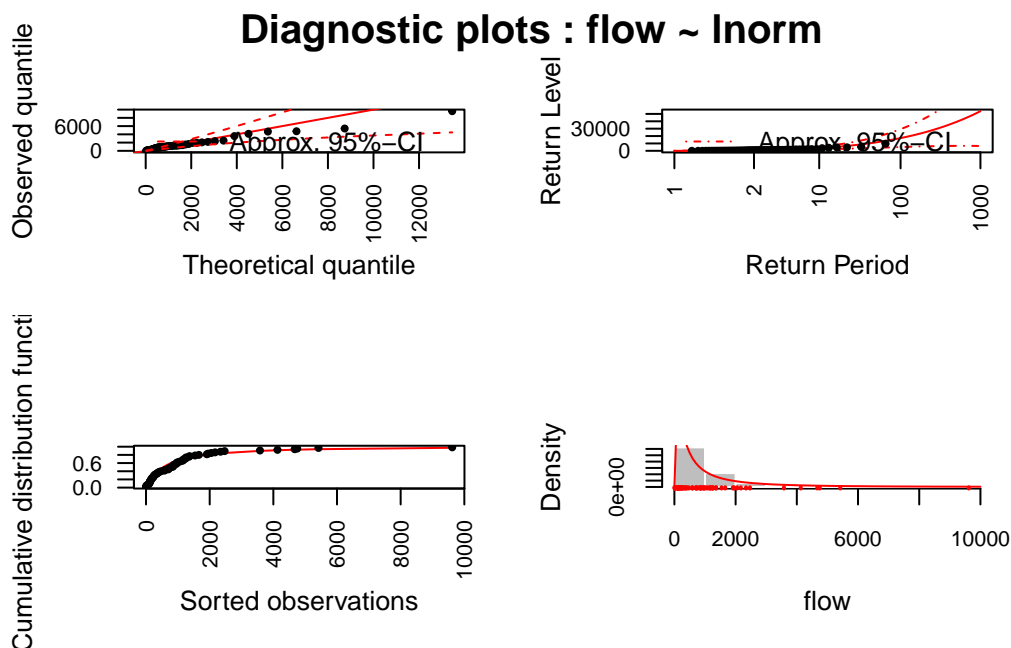 Diagnostic plots : flow ~ lnorm
Observed quantile
6000
0
Approx. 95%−CI
0 2000 4000 6000 8000 10000 12000
Theoretical quantile
Return Level
30000
0
Approx. 95%−CI
1 2 10 100 1000
Return Period
Cumulative distribution functi
0.6
0.0
0 2000 4000 6000 8000 10000
Sorted observations
Density
0e+00
0 2000 6000 10000
flow